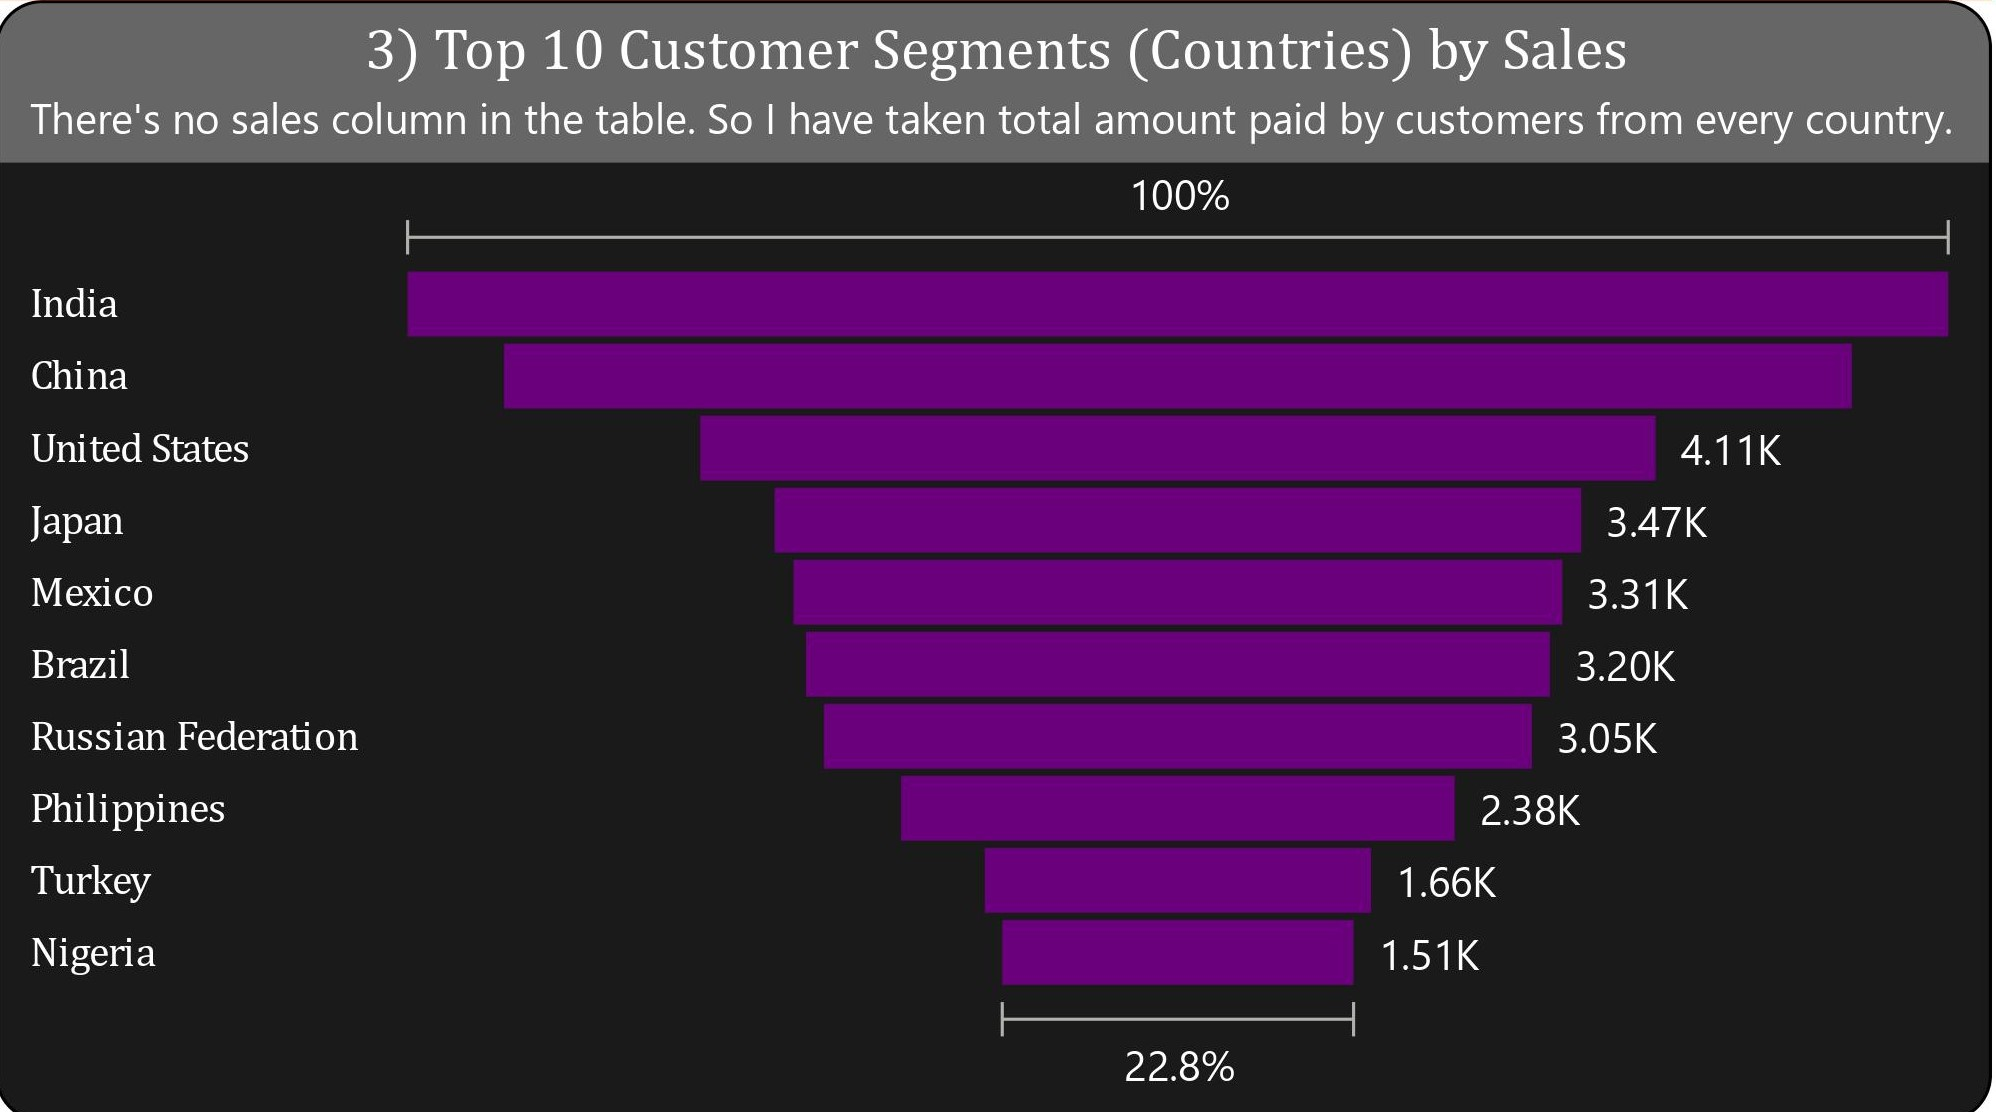 3) Top 10 Customer Segments (Countries) by Sales
There's no sales column in the table. So I have taken total amount paid by customers from every country.
100%
India
China
United States 4.11K
Japan 3.47K
Mexico 3.31K
Brazil 3.20K
Russian Federation 3.05K
Philippines 2.38K
Turkey 1.66K
Nigeria 1.51K
22.8%